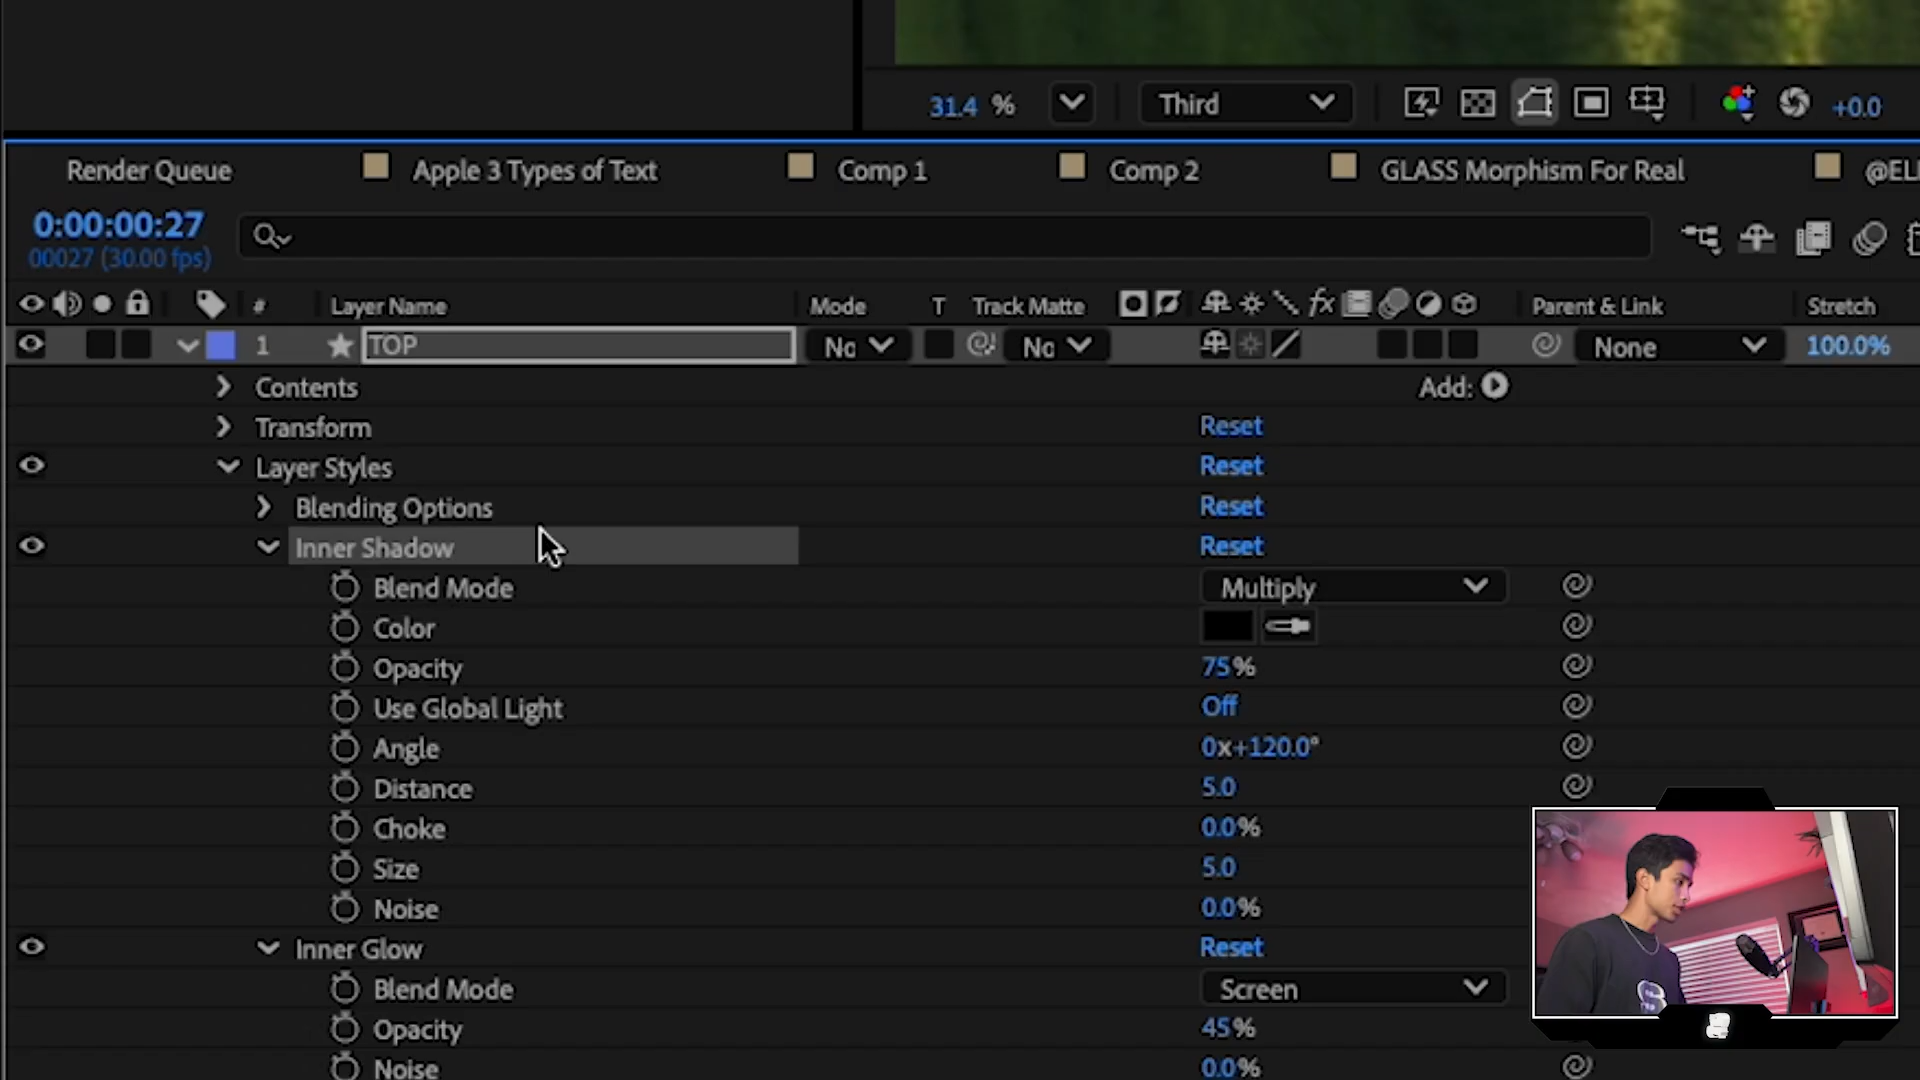 31.4 %
Third
+0.0
Render Queue
Apple 3 Types of Text
Comp 1
Comp 2
GLASS Morphism For Real
0:00:00:27
00027 (30.00 fps)
# Layer Name Mode T Track Matte Parent & Link Stretch
1 TOP No No None 100.0%
Contents Add:
Transform Reset
Layer Styles Reset
Blending Options Reset
Inner Shadow Reset
Blend Mode Multiply
Color
Opacity 75%
Use Global Light Off
Angle 0x+120.0°
Distance 5.0
Choke 0.0%
Size 5.0
Noise 0.0%
Inner Glow Reset
Blend Mode Screen
Opacity 45%
Noise 0.0%